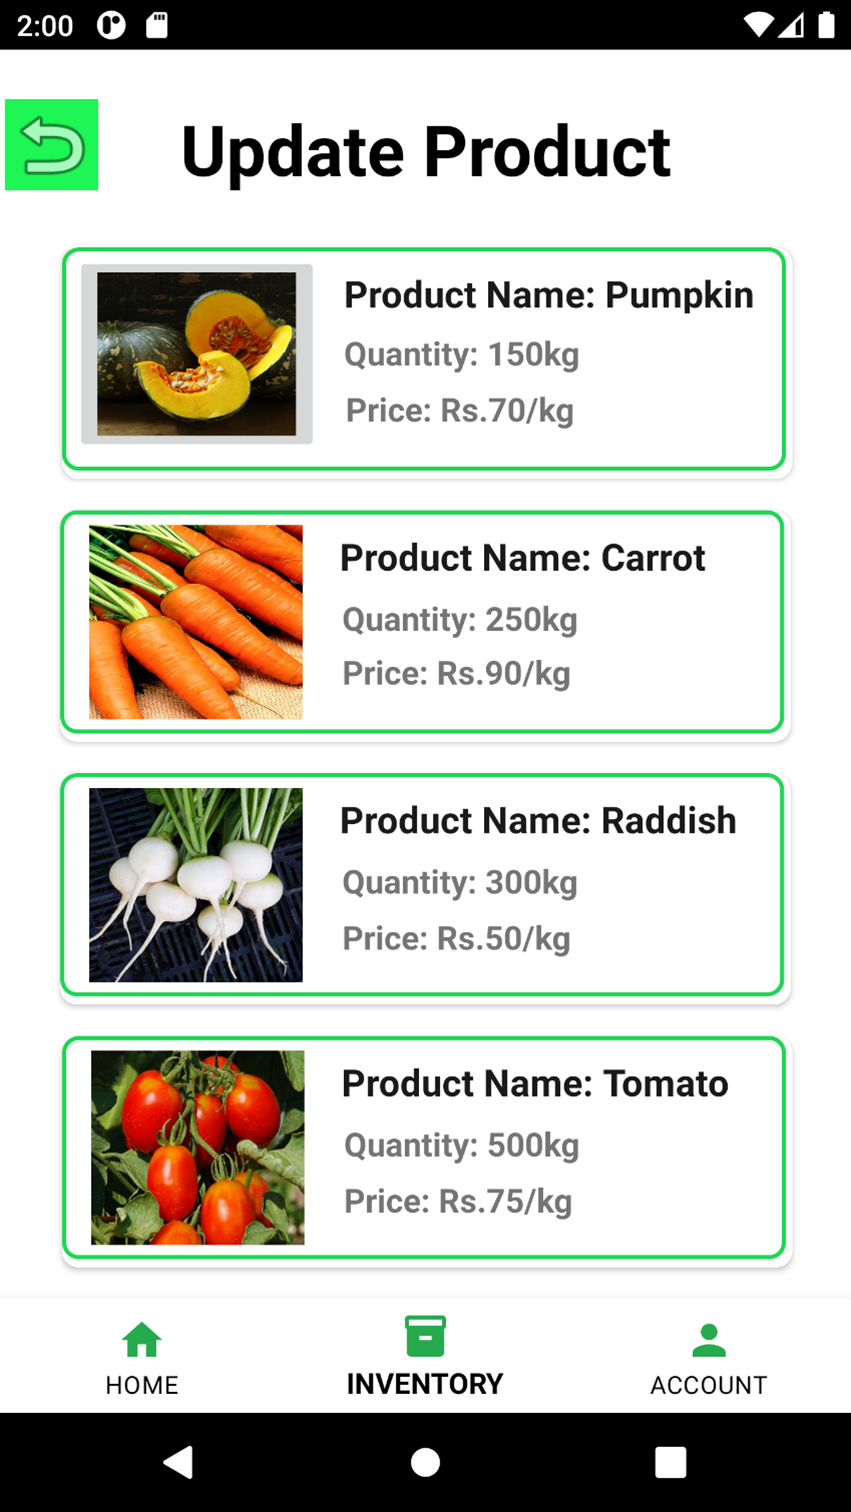 2:00
Update Product
Product Name: Pumpkin
Quantity: 150kg
Price: Rs.70/kg
Product Name: Carrot
Quantity: 250kg
Price: Rs.90/kg
Product Name: Raddish
Quantity: 300kg
Price: Rs.50/kg
Product Name: Tomato
Quantity: 500kg
Price: Rs.75/kg
HOME
INVENTORY
ACCOUNT